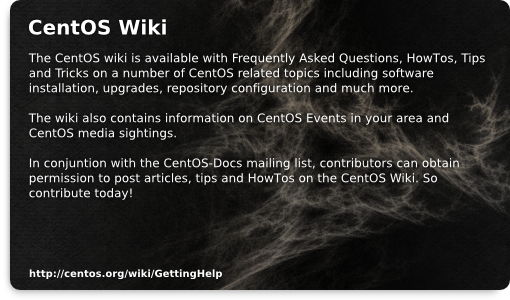 CentOS Wiki
The CentOS wiki is available with Frequently Asked Questions, HowTos, Tips
and Tricks on a number of CentOS related topics including software
installation, upgrades, repository configuration and much more.
The wiki also contains information on CentOS Events in your area and
CentOS media sightings.
In conjuntion with the CentOS-Docs mailing list, contributors can obtain
permission to post articles, tips and HowTos on the CentOS Wiki. So
contribute today!
http://centos.org/wiki/GettingHelp